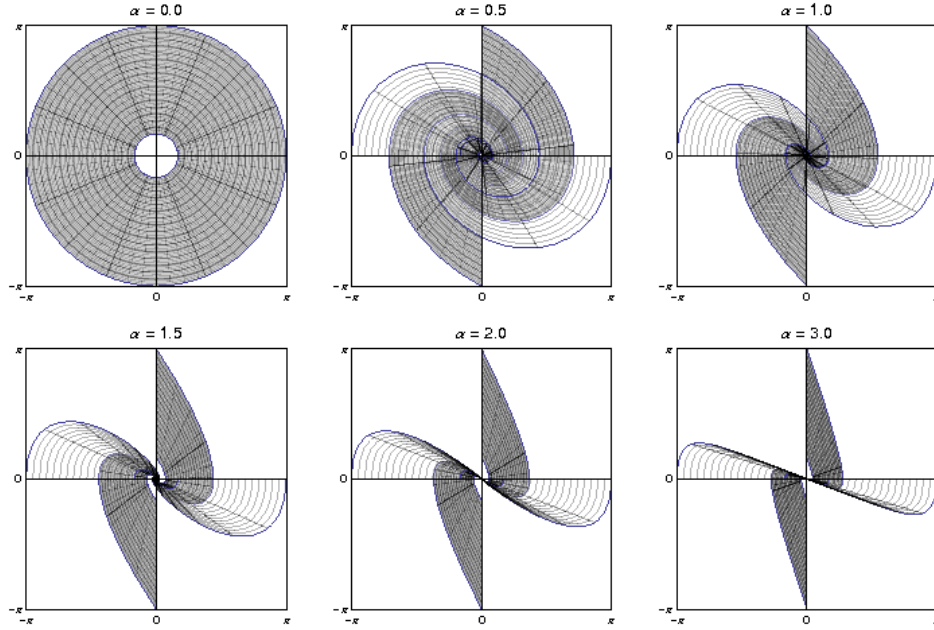 α = 0.0 α = 0.5 α = 1.0
π π π
0 0 0
-π -π -π
-π 0 π -π 0 π -π 0 π
α = 1.5 α = 2.0 α = 3.0
π π π
0 0 0
-π -π -π
-π 0 π -π 0 π -π 0 π